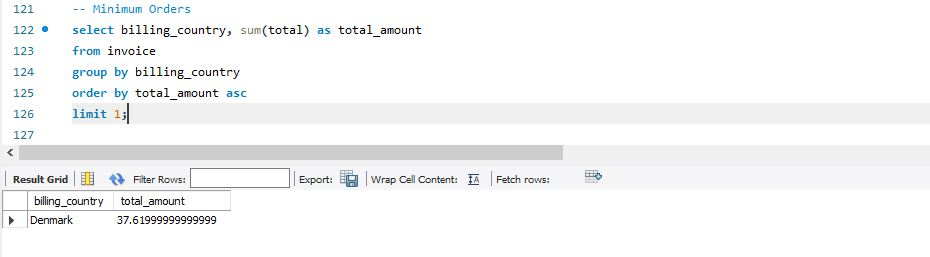 121 -- Minimum Orders
122 select billing_country, sum(total) as total_amount
123 from invoice
124 group by billing_country
125 order by total_amount asc
126 limit 1;
127
Result Grid Filter Rows: Export: Wrap Cell Content: IA Fetch rows:
billing_country total_amount
Denmark 37.61999999999999